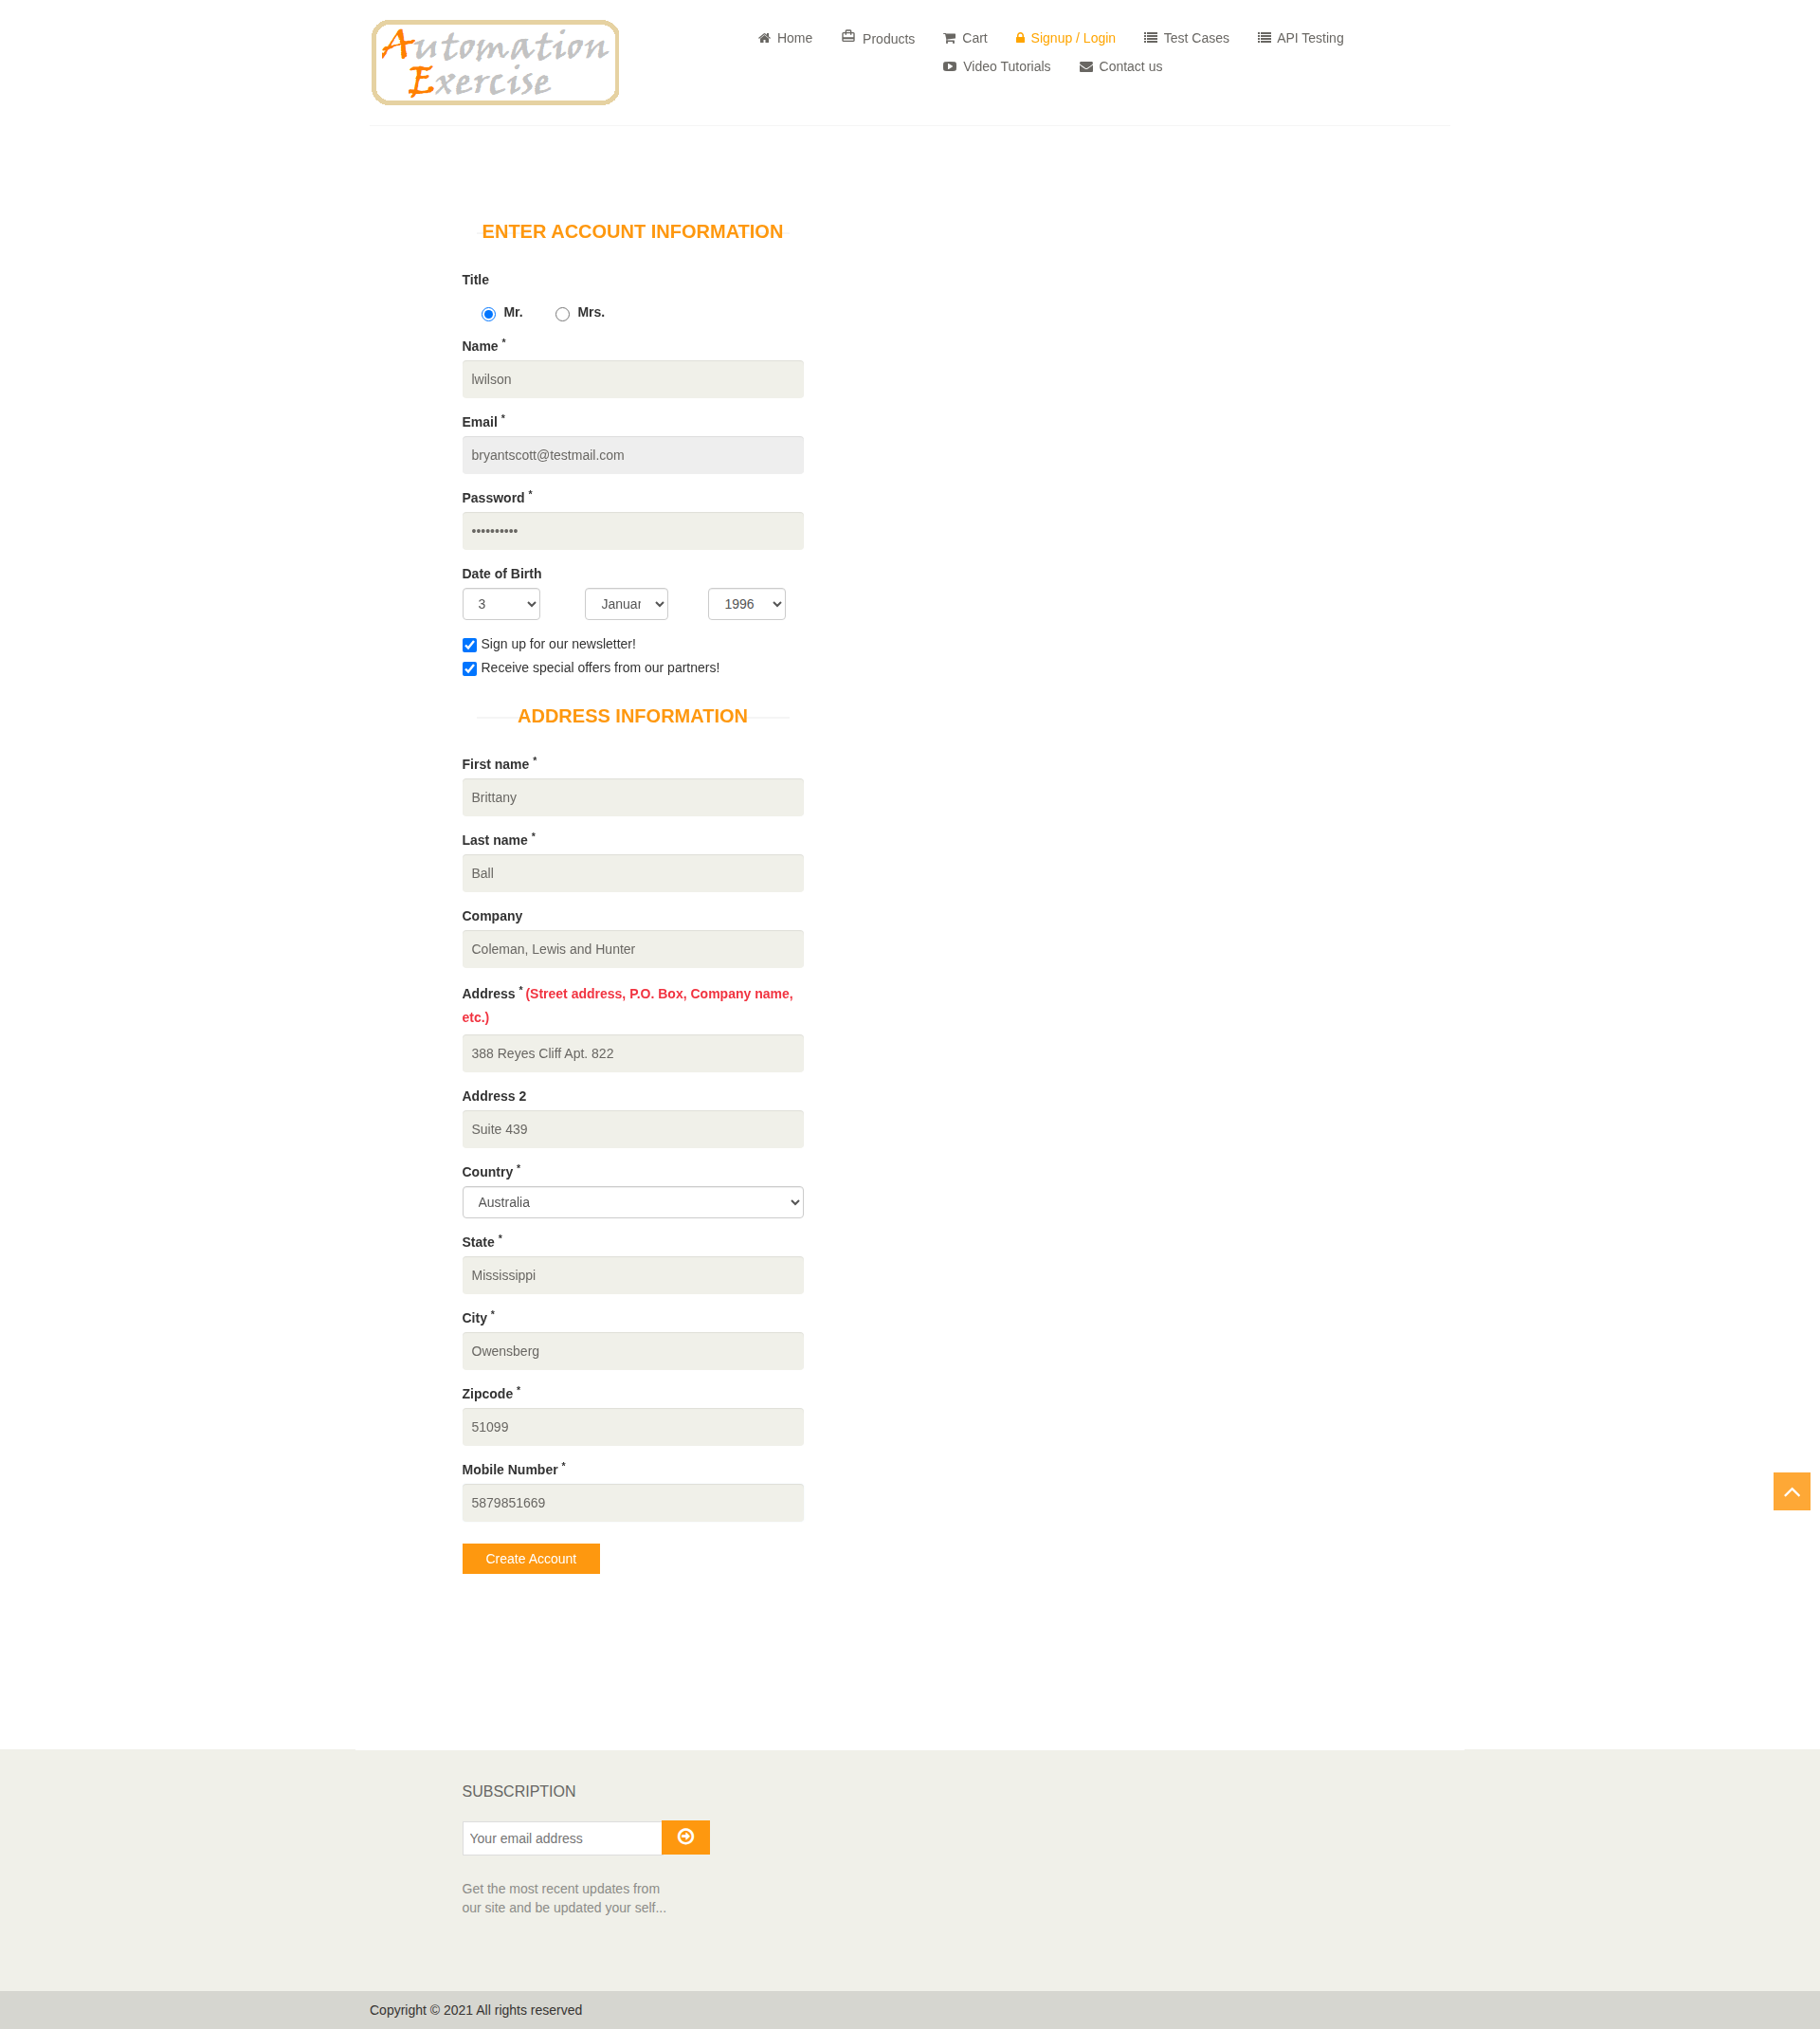 Automation
Exercise
Home Products Cart Signup / Login Test Cases API Testing
Video Tutorials Contact us
ENTER ACCOUNT INFORMATION
Title
Mr. Mrs.
Name *
lwilson
Email *
bryantscott@testmail.com
Password *
••••••••••
Date of Birth
3 Januar 1996
Sign up for our newsletter!
Receive special offers from our partners!
ADDRESS INFORMATION
First name *
Brittany
Last name *
Ball
Company
Coleman, Lewis and Hunter
Address * (Street address, P.O. Box, Company name,
etc.)
388 Reyes Cliff Apt. 822
Address 2
Suite 439
Country *
Australia
State *
Mississippi
City *
Owensberg
Zipcode *
51099
Mobile Number *
5879851669
Create Account
SUBSCRIPTION
Your email address
Get the most recent updates from
our site and be updated your self...
Copyright © 2021 All rights reserved